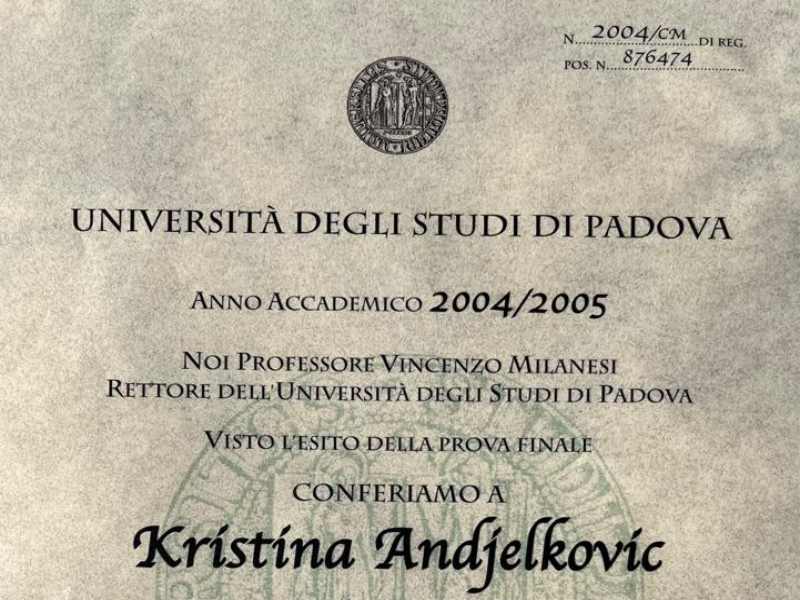 N. 2004/CM DI REG.
POS. N. 876474
UNIVERSITÀ DEGLI STUDI DI PADOVA
ANNO ACCADEMICO 2004/2005
NOI PROFESSORE VINCENZO MILANESI
RETTORE DELL'UNIVERSITÀ DEGLI STUDI DI PADOVA
VISTO L'ESITO DELLA PROVA FINALE
CONFERIAMO A
Kristina Andjelkovic